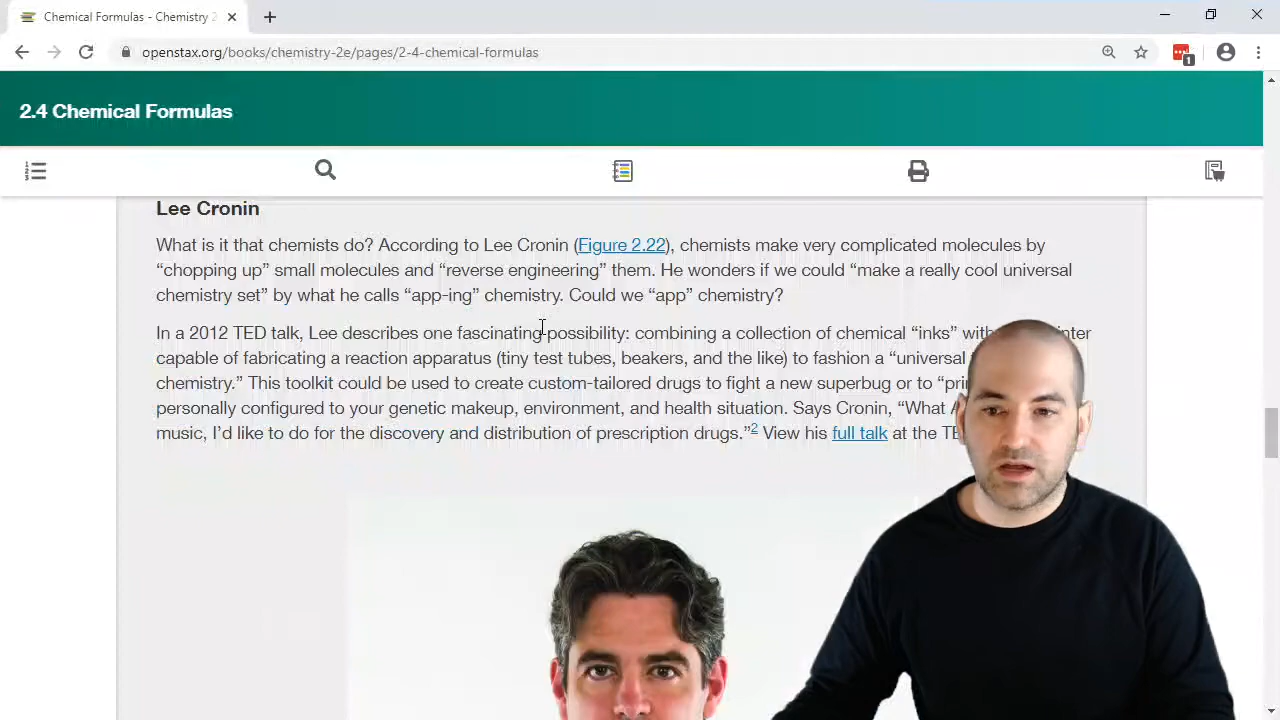 Chemical Formulas - Chemistry 2
openstax.org/books/chemistry-2e/pages/2-4-chemical-formulas
1
2.4 Chemical Formulas
Lee Cronin
What is it that chemists do? According to Lee Cronin (Figure 2.22), chemists make very complicated molecules by
“chopping up” small molecules and “reverse engineering” them. He wonders if we could “make a really cool universal
chemistry set” by what he calls “app-ing” chemistry. Could we “app” chemistry?
In a 2012 TED talk, Lee describes one fascinating possibility: combining a collection of chemical “inks” with
capable of fabricating a reaction apparatus (tiny test tubes, beakers, and the like) to fashion a “universal
chemistry.” This toolkit could be used to create custom-tailored drugs to fight a new superbug or to
personally configured to your genetic makeup, environment, and health situation. Says Cronin, “What
music, I’d like to do for the discovery and distribution of prescription drugs.”2 View his full talk at the